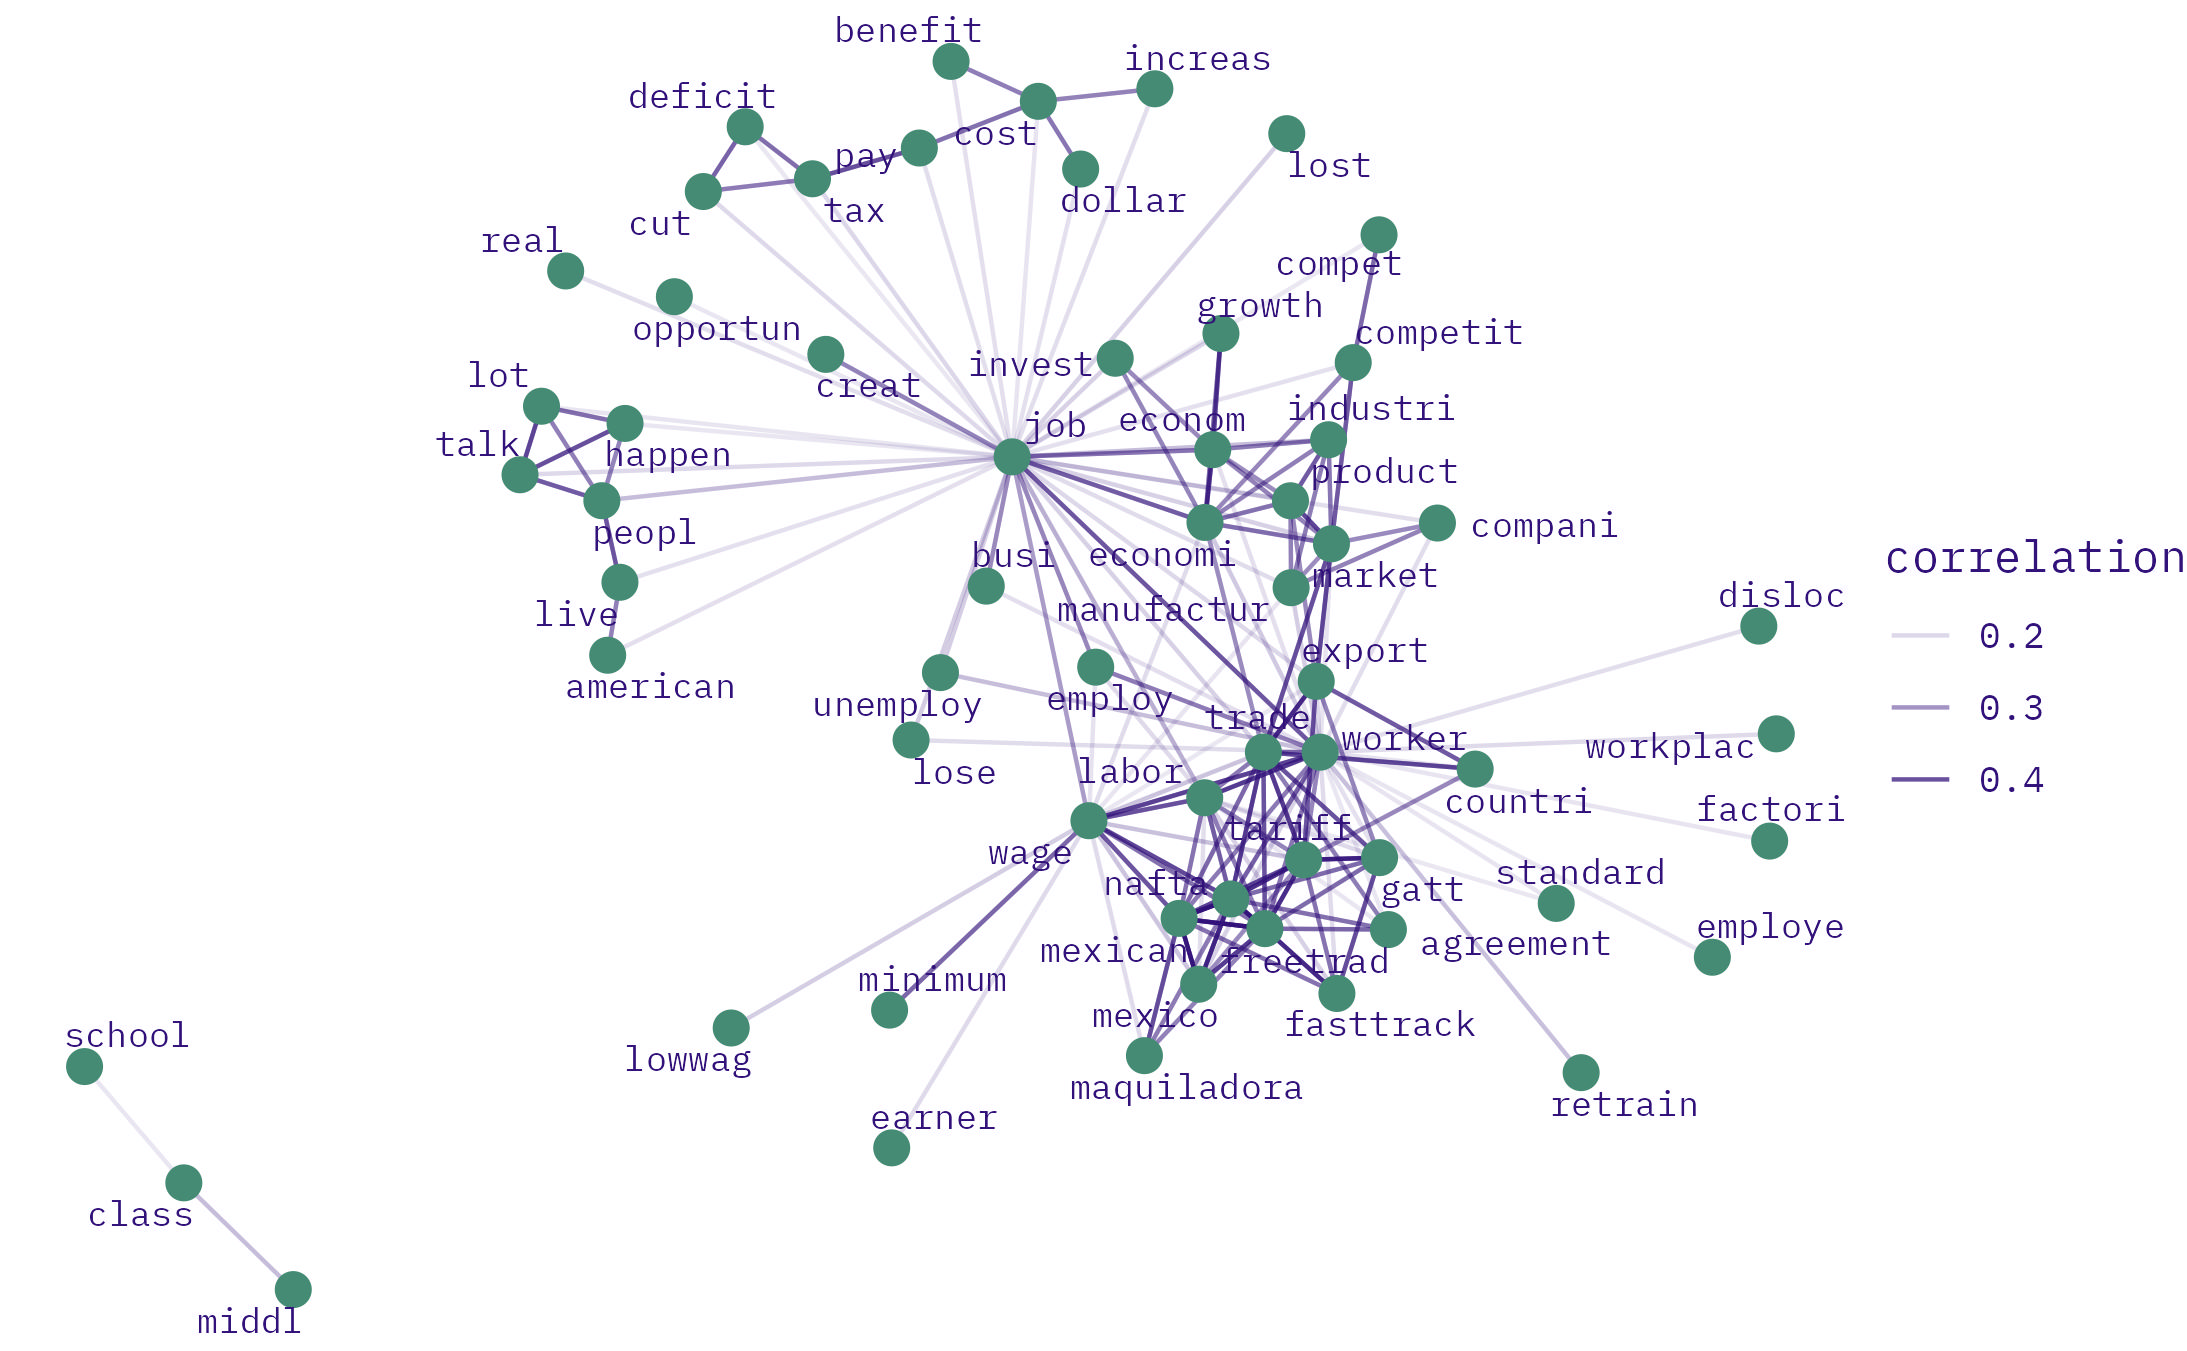 benefit
increas
deficit
cost
pay
lost
dollar
tax
cut
real
compet
growth
opportun
competit
invest
lot
creat
industri
job
econom
talk
happen
product
compani
peopl
busi
economi
market
correlation
disloc
manufactur
live
0.2
export
american
unemploy
employ
0.3
trade
worker
workplac
lose
labor
0.4
countri
factori
tariff
wage
standard
nafta
gatt
employe
mexican
agreement
freetrad
minimum
mexico
fasttrack
school
lowwag
maquiladora
retrain
earner
class
middl